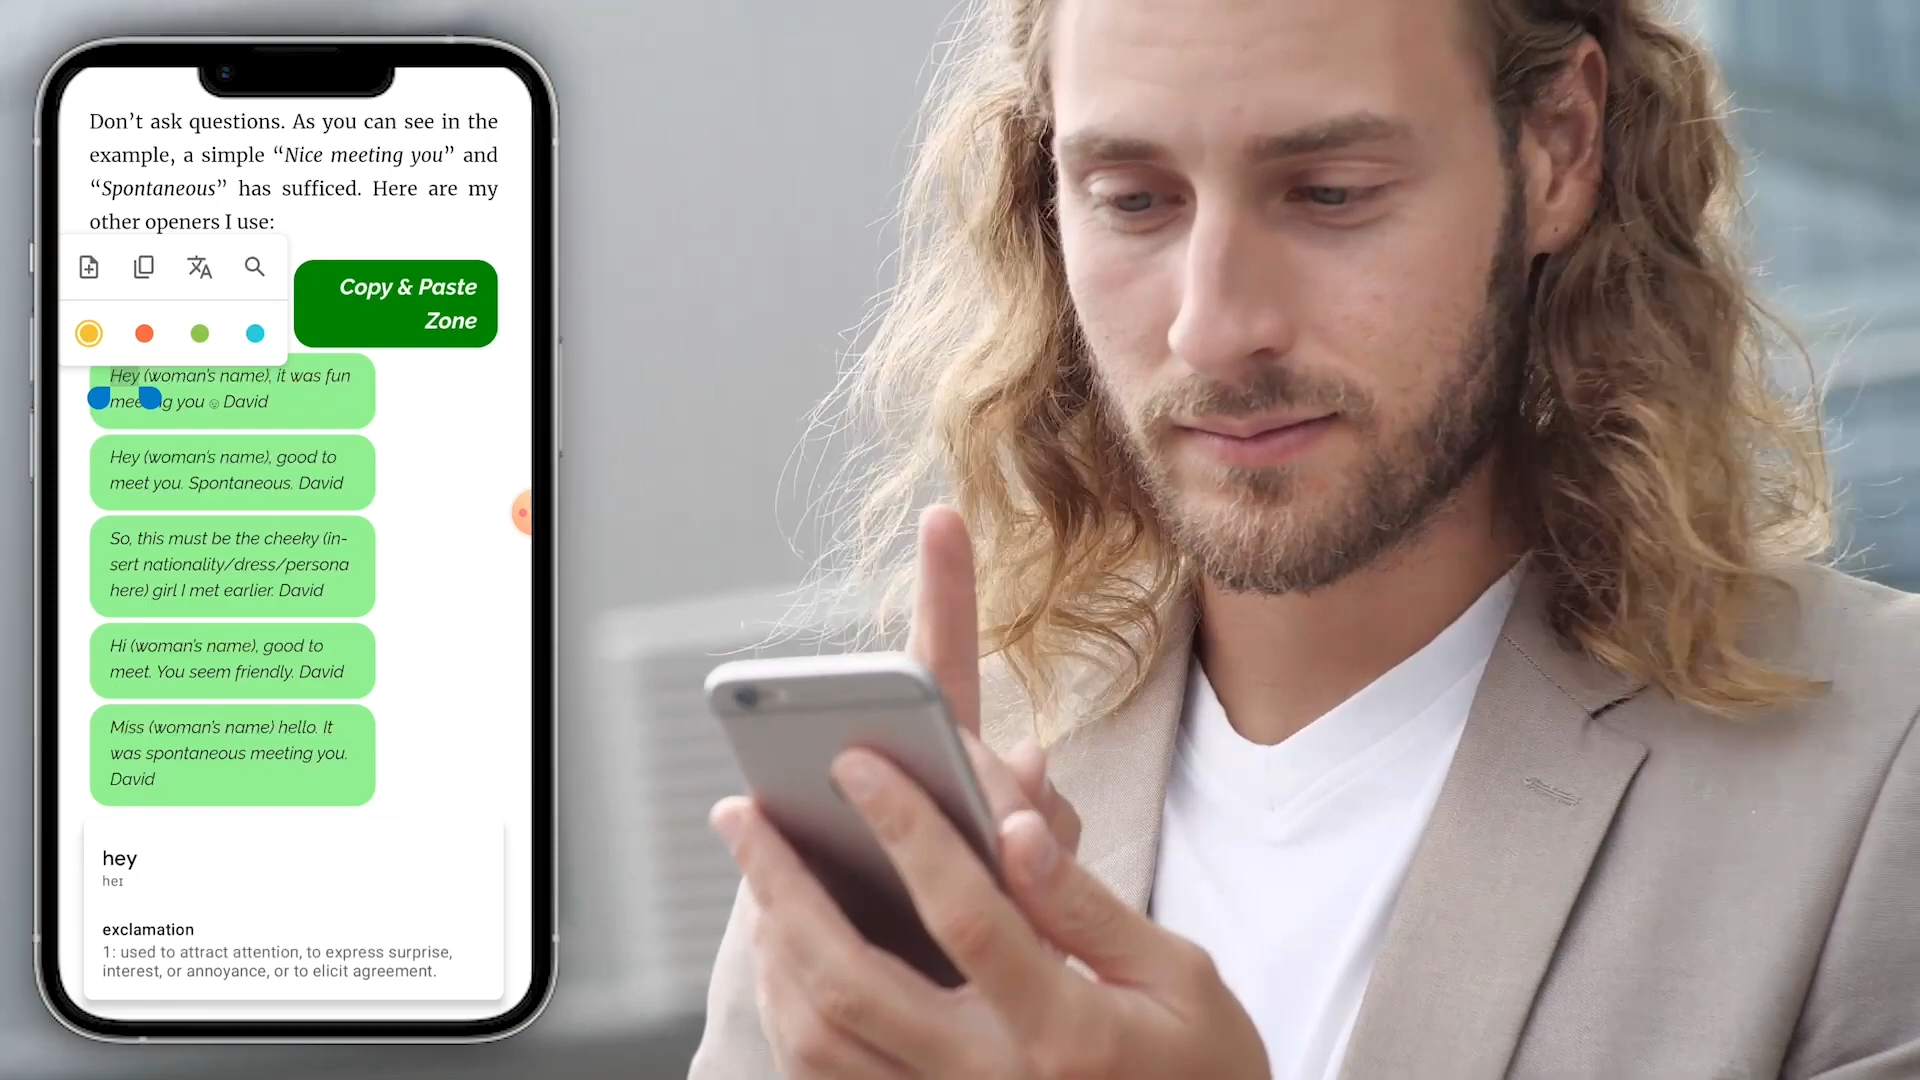 Don’t ask questions. As you can see in the
example, a simple “Nice meeting you” and
“Spontaneous” has sufficed. Here are my
other openers I use:
Copy & Paste
Zone
Hey (woman’s name), it was fun
you ☺ David
Hey (woman’s name), good to
meet you. Spontaneous. David
So, this must be the cheeky (in-
sert nationality/dress/persona
here) girl I met earlier. David
Hi (woman’s name), good to
meet. You seem friendly. David
Miss (woman’s name) hello. It
was spontaneous meeting you.
David
hey
heɪ
exclamation
1: used to attract attention, to express surprise,
interest, or annoyance, or to elicit agreement.